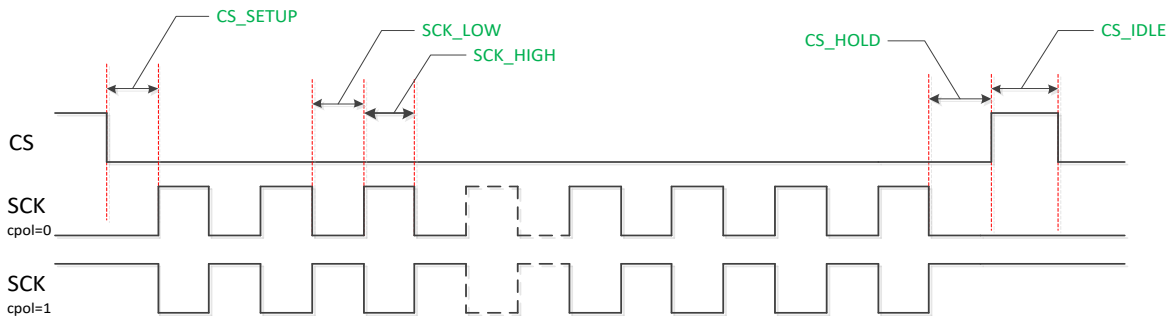 CS_SETUP
SCK_LOW
SCK_HIGH
CS_HOLD
CS_IDLE
CS
SCK
cpol=0
SCK
cpol=1